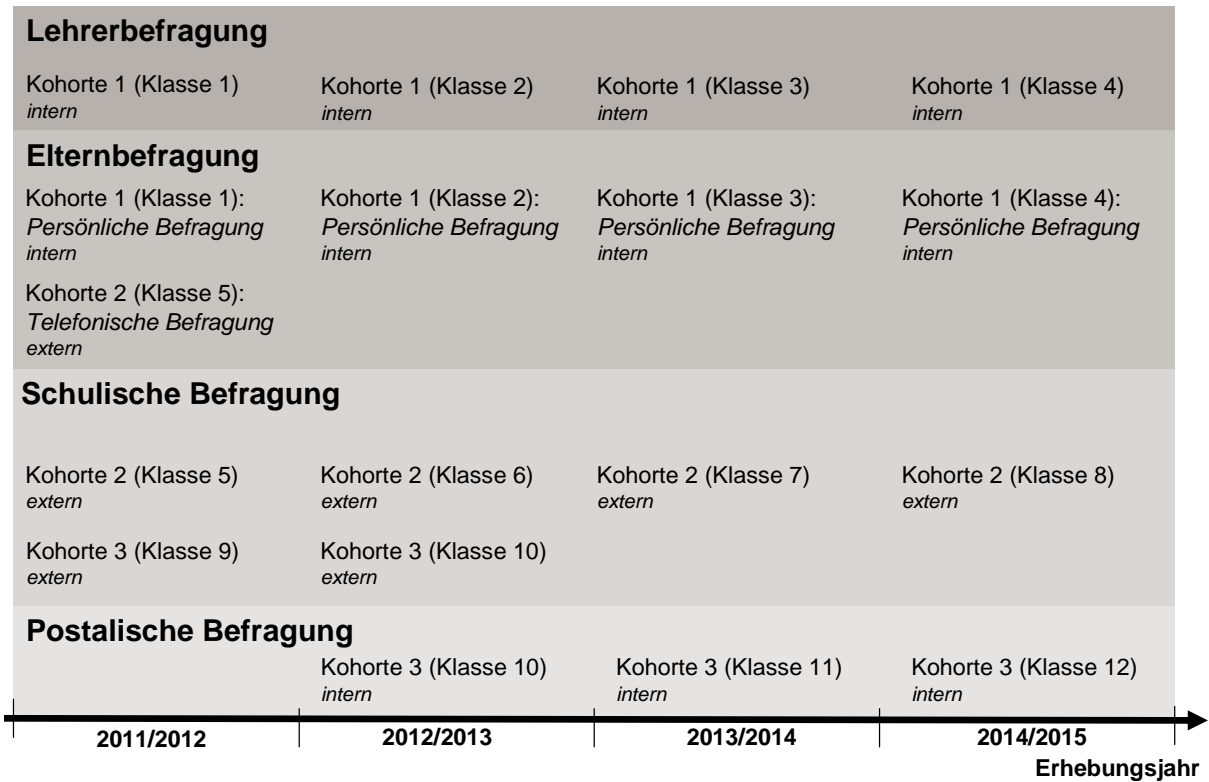 Lehrerbefragung
Kohorte 1 (Klasse 1) Kohorte 1 (Klasse 2) Kohorte 1 (Klasse 3) Kohorte 1 (Klasse 4)
intern intern intern intern
Elternbefragung
Kohorte 1 (Klasse 1): Kohorte 1 (Klasse 2): Kohorte 1 (Klasse 3): Kohorte 1 (Klasse 4):
Persönliche Befragung Persönliche Befragung Persönliche Befragung Persönliche Befragung
intern intern intern intern
Kohorte 2 (Klasse 5):
Telefonische Befragung
extern
Schulische Befragung
Kohorte 2 (Klasse 5) Kohorte 2 (Klasse 6) Kohorte 2 (Klasse 7) Kohorte 2 (Klasse 8)
extern extern extern extern
Kohorte 3 (Klasse 9) Kohorte 3 (Klasse 10)
extern extern
Postalische Befragung
Kohorte 3 (Klasse 10) Kohorte 3 (Klasse 11) Kohorte 3 (Klasse 12)
intern intern intern
2011/2012 2012/2013 2013/2014 2014/2015
Erhebungsjahr